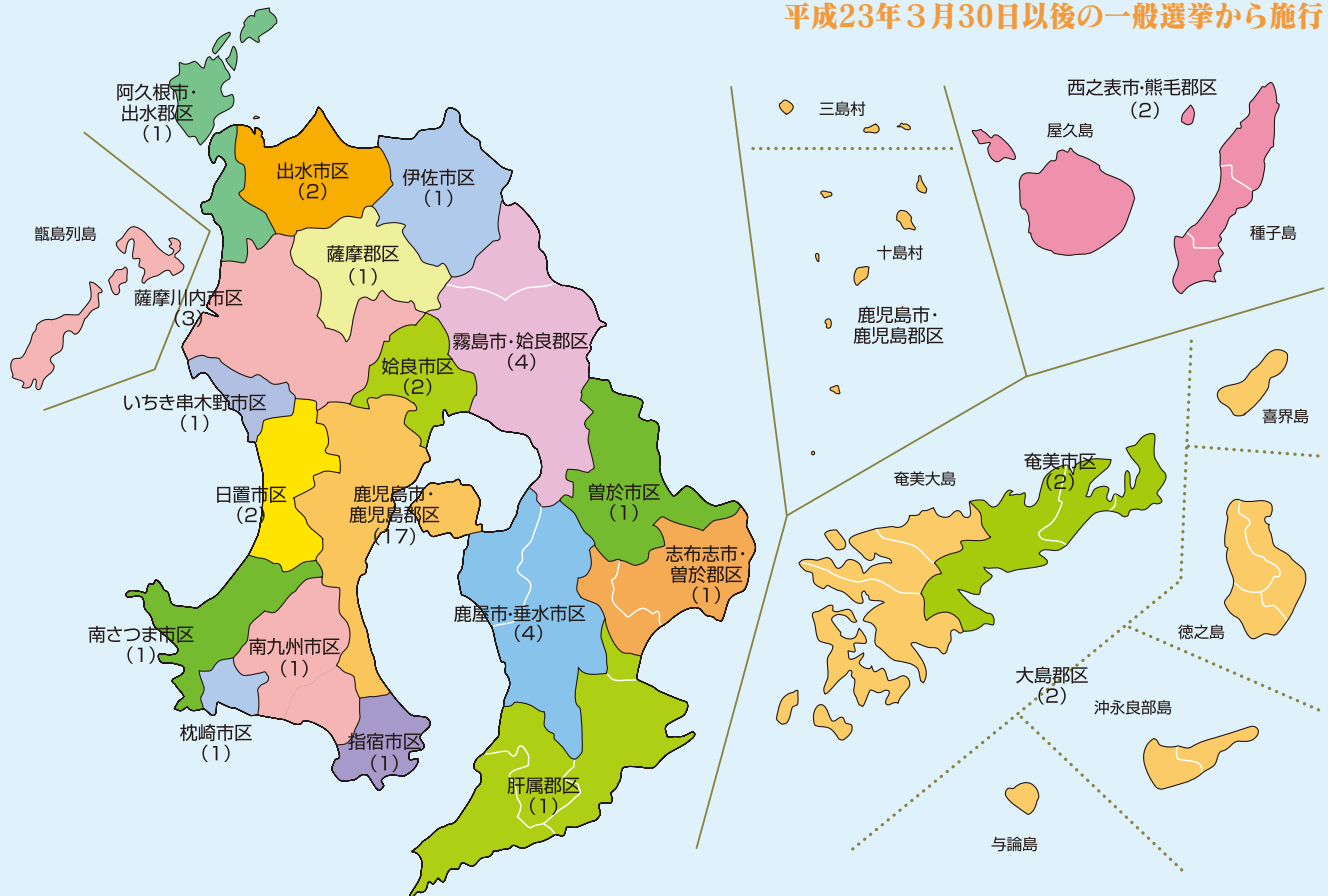 平成23年3月30日以後の一般選挙から施行
阿久根市・
出水郡区
(1)
出水市区
(2)
伊佐市区
(1)
甑島列島
薩摩郡区
(1)
薩摩川内市区
(3)
霧島市・姶良郡区
(4)
姶良市区
(2)
いちき串木野市区
(1)
日置市区
(2)
鹿児島市・
鹿児島郡区
(17)
曽於市区
(1)
志布志市・
曽於郡区
(1)
鹿屋市・垂水市区
(4)
南さつま市区
(1)
南九州市区
(1)
枕崎市区
(1)
指宿市区
(1)
肝属郡区
(1)
三島村
十島村
鹿児島市・
鹿児島郡区
西之表市・熊毛郡区
(2)
屋久島
種子島
喜界島
奄美大島
奄美市区
(2)
徳之島
大島郡区
(2)
沖永良部島
与論島